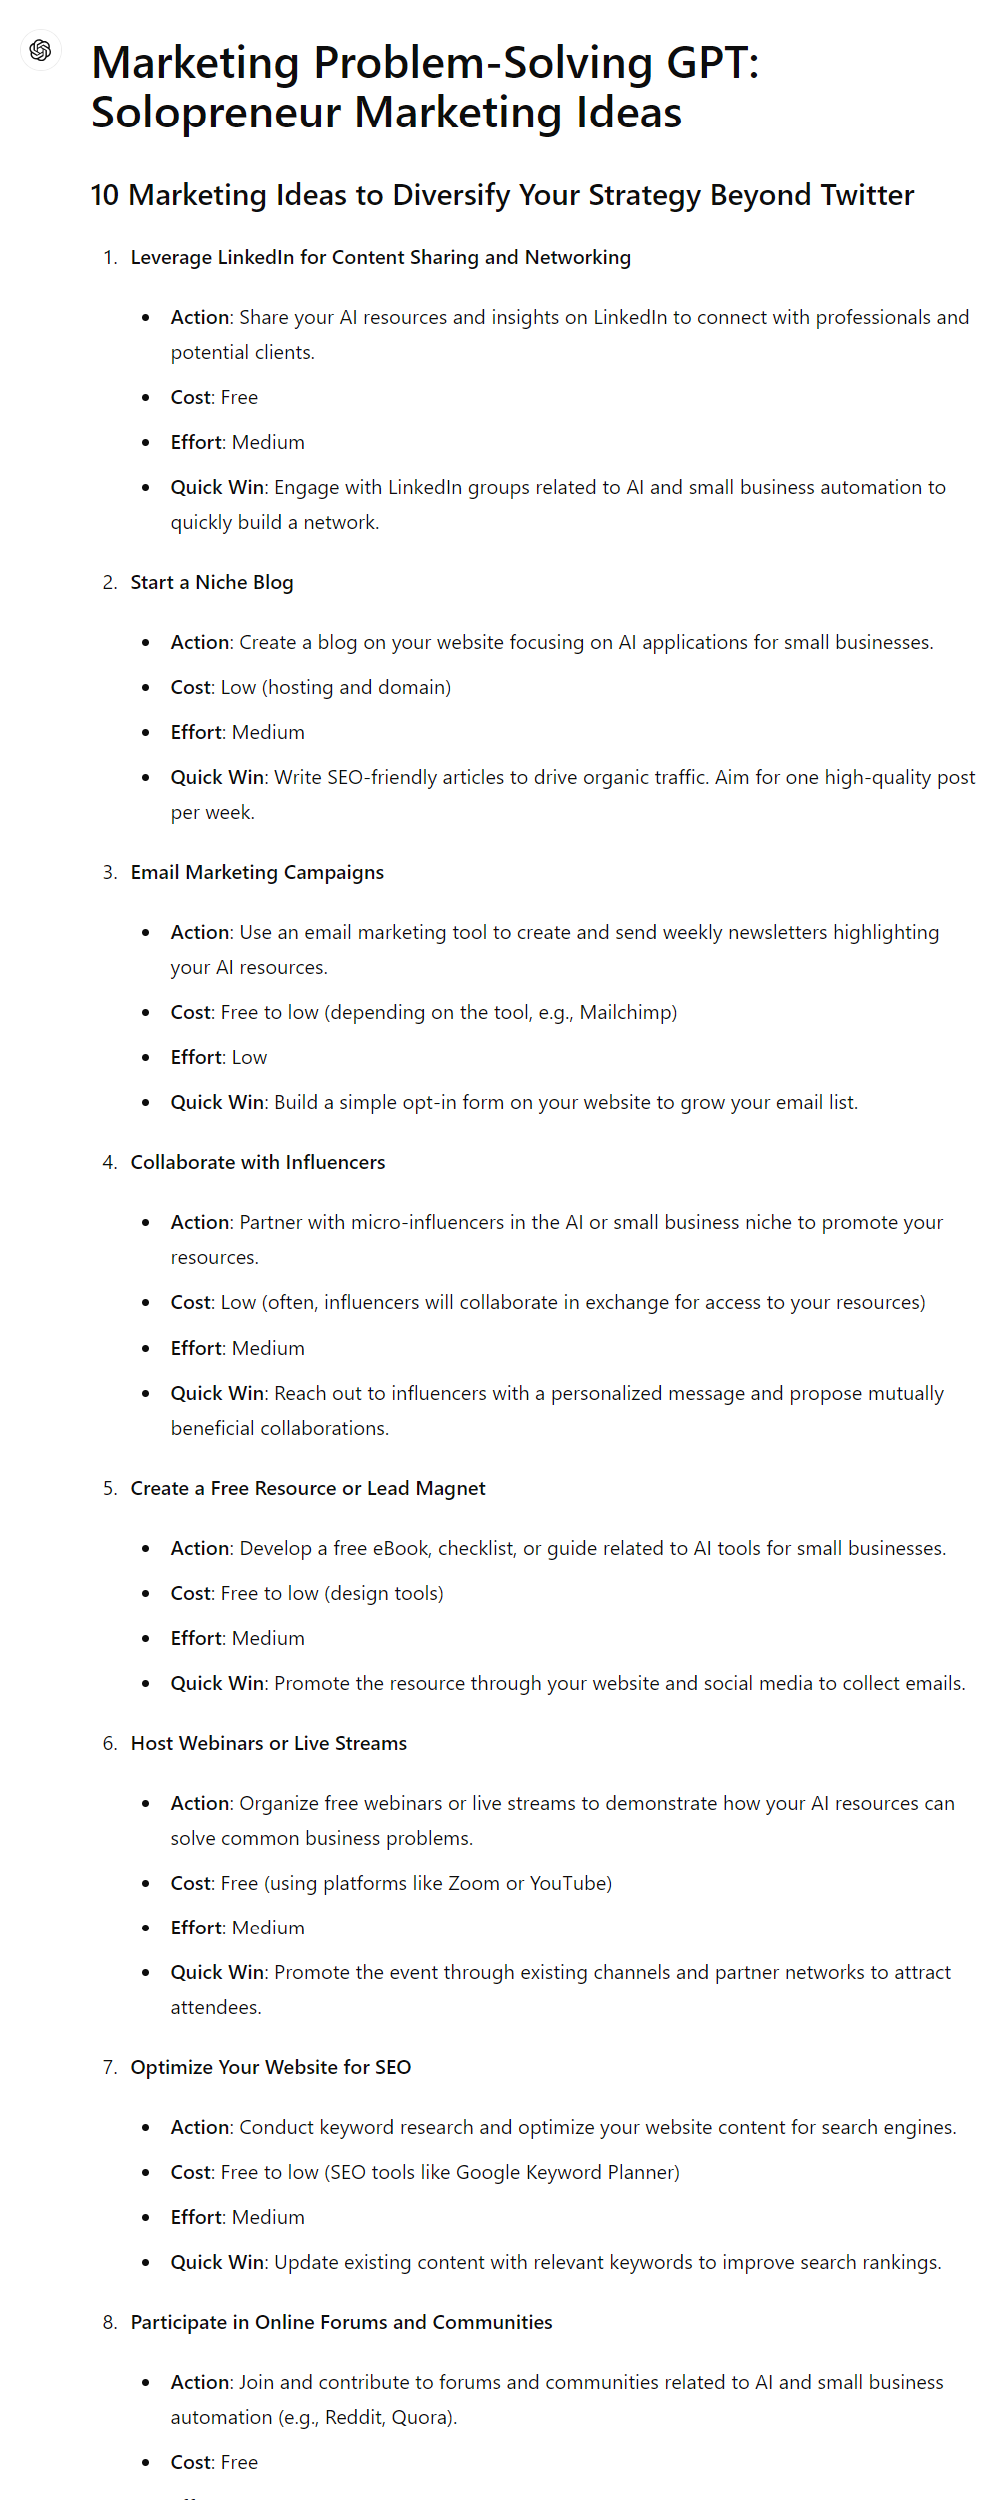 Marketing Problem-Solving GPT:
Solopreneur Marketing Ideas
10 Marketing Ideas to Diversify Your Strategy Beyond Twitter
1. Leverage LinkedIn for Content Sharing and Networking
• Action: Share your AI resources and insights on LinkedIn to connect with professionals and
potential clients.
• Cost: Free
• Effort: Medium
• Quick Win: Engage with LinkedIn groups related to AI and small business automation to
quickly build a network.
2. Start a Niche Blog
• Action: Create a blog on your website focusing on AI applications for small businesses.
• Cost: Low (hosting and domain)
• Effort: Medium
• Quick Win: Write SEO-friendly articles to drive organic traffic. Aim for one high-quality post
per week.
3. Email Marketing Campaigns
• Action: Use an email marketing tool to create and send weekly newsletters highlighting
your AI resources.
• Cost: Free to low (depending on the tool, e.g., Mailchimp)
• Effort: Low
• Quick Win: Build a simple opt-in form on your website to grow your email list.
4. Collaborate with Influencers
• Action: Partner with micro-influencers in the AI or small business niche to promote your
resources.
• Cost: Low (often, influencers will collaborate in exchange for access to your resources)
• Effort: Medium
• Quick Win: Reach out to influencers with a personalized message and propose mutually
beneficial collaborations.
5. Create a Free Resource or Lead Magnet
• Action: Develop a free eBook, checklist, or guide related to AI tools for small businesses.
• Cost: Free to low (design tools)
• Effort: Medium
• Quick Win: Promote the resource through your website and social media to collect emails.
6. Host Webinars or Live Streams
• Action: Organize free webinars or live streams to demonstrate how your AI resources can
solve common business problems.
• Cost: Free (using platforms like Zoom or YouTube)
• Effort: Medium
• Quick Win: Promote the event through existing channels and partner networks to attract
attendees.
7. Optimize Your Website for SEO
• Action: Conduct keyword research and optimize your website content for search engines.
• Cost: Free to low (SEO tools like Google Keyword Planner)
• Effort: Medium
• Quick Win: Update existing content with relevant keywords to improve search rankings.
8. Participate in Online Forums and Communities
• Action: Join and contribute to forums and communities related to AI and small business
automation (e.g., Reddit, Quora).
• Cost: Free